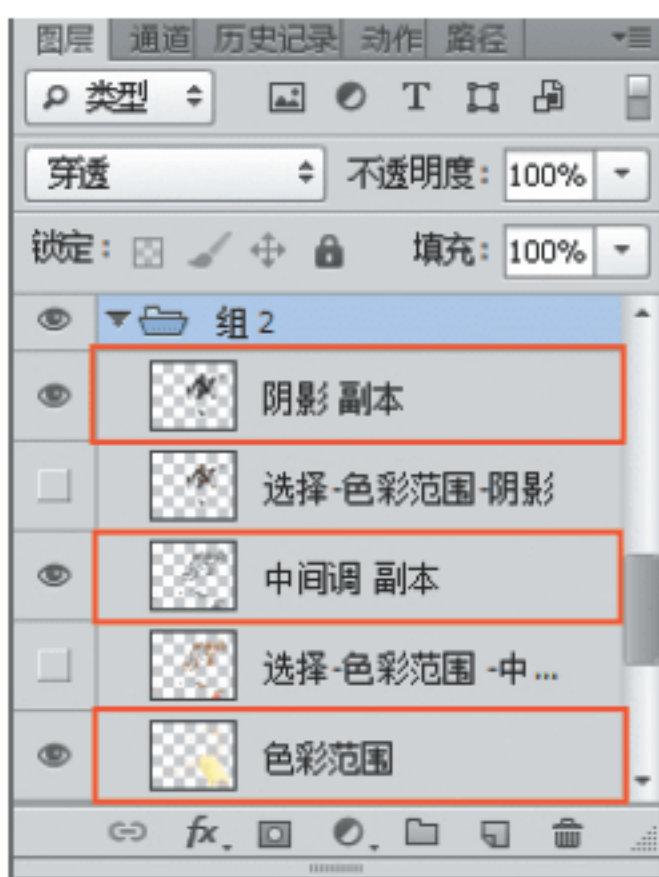 图层 通道 历史记录 动作 路径
类型 T
穿透 不透明度: 100%
锁定: 填充: 100%
组 2
阴影 副本
选择-色彩范围-阴影
中间调 副本
选择-色彩范围 -中...
色彩范围
fx.